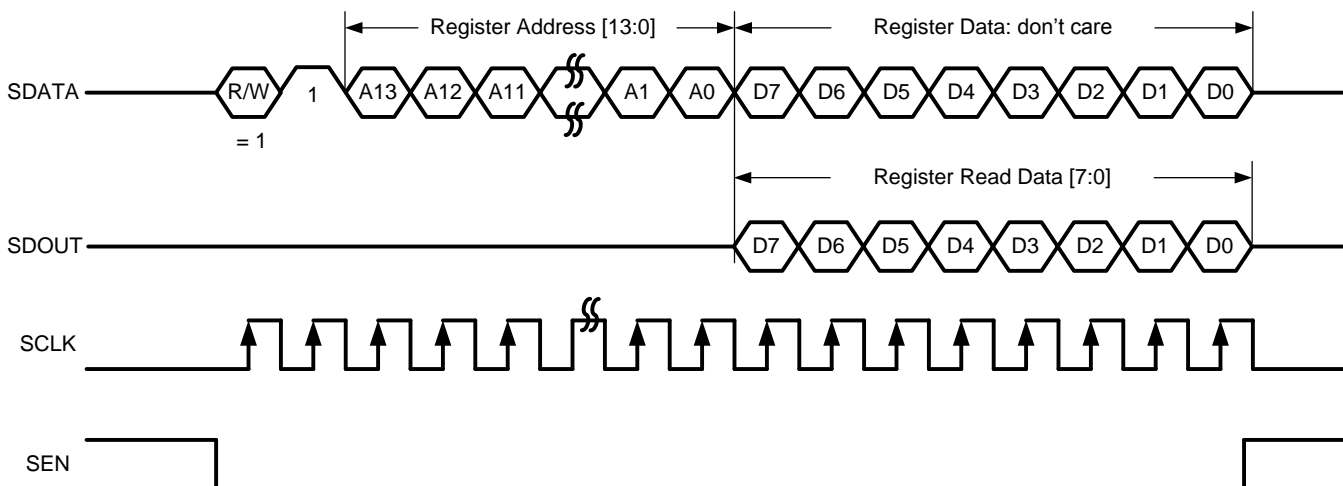 Register Address [13:0] Register Data: don't care
SDATA R/W 1 A13 A12 A11 A1 A0 D7 D6 D5 D4 D3 D2 D1 D0
= 1
Register Read Data [7:0]
SDOUT D7 D6 D5 D4 D3 D2 D1 D0
SCLK
SEN